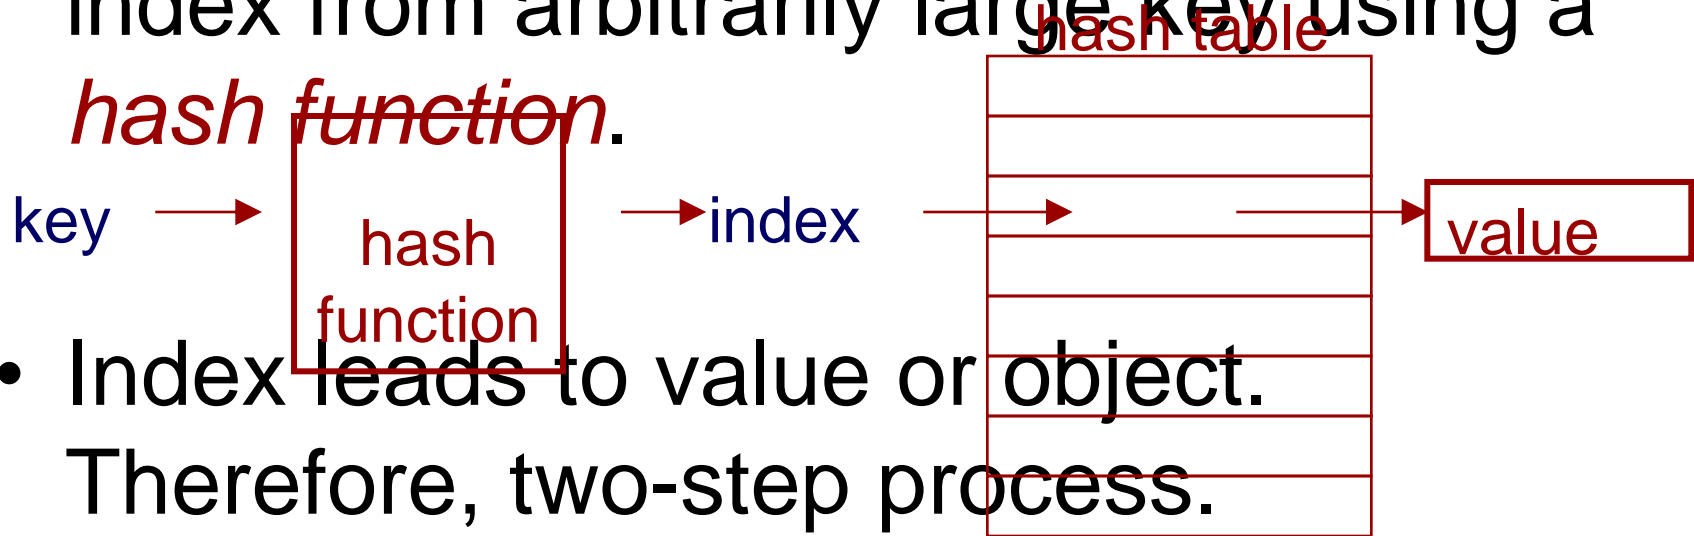 index from arbitrarily large key using a
hash table
hash function.
key
index
value
hash
function
• Index leads to value or object.
Therefore, two-step process.